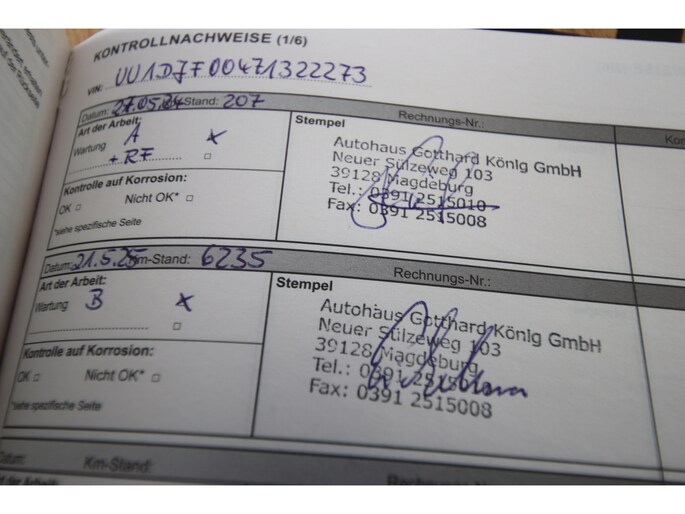 KONTROLLNACHWEISE (1/6)
VIN: UU1DJF00471322273
Datum: 27.05.24 Km-Stand: 207 Rechnungs-Nr.:
Art der Arbeit:
Wartung A x
+ RF □
Kontrolle auf Korrosion:
OK □ Nicht OK* □
*siehe spezifische Seite
Stempel
Autohaus Gotthard König GmbH
Neuer Sülzeweg 103
39128 Magdeburg
Tel.: 0391 2515010
Fax: 0391 2515008
Datum: 21.5.25 Km-Stand: 6235 Rechnungs-Nr.:
Art der Arbeit:
Wartung B x
□
Kontrolle auf Korrosion:
OK □ Nicht OK* □
*siehe spezifische Seite
Stempel
Autohaus Gotthard König GmbH
Neuer Sülzeweg 103
39128 Magdeburg
Tel.: 0391 2515010
Fax: 0391 2515008
Datum: Km-Stand: